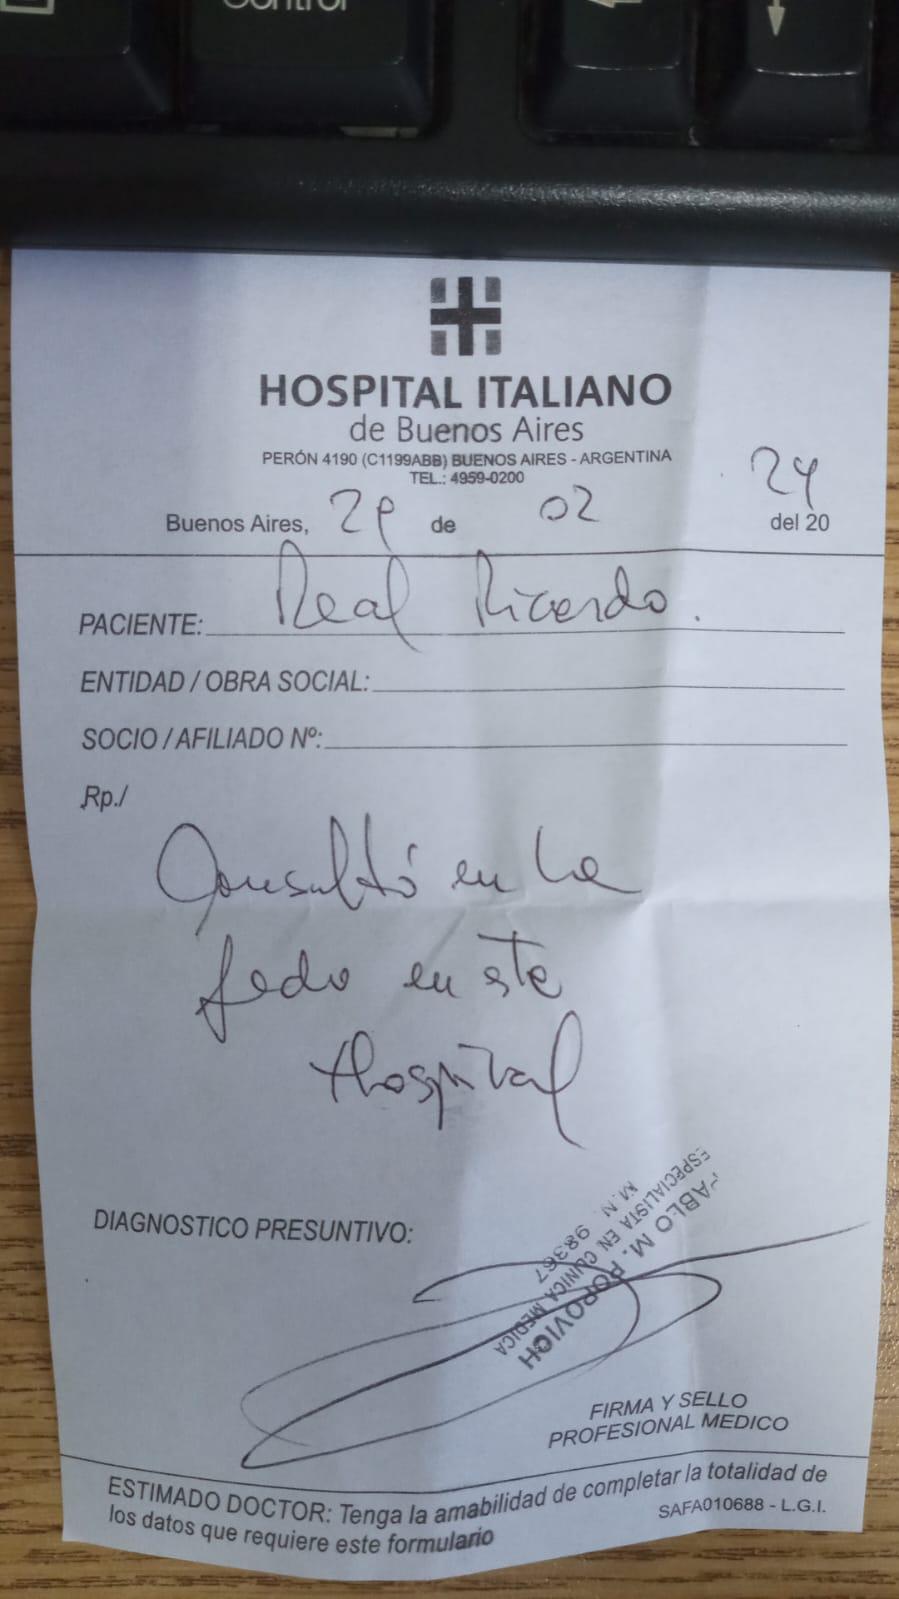 Control
HOSPITAL ITALIANO
de Buenos Aires
PERÓN 4190 (C1199ABB) BUENOS AIRES - ARGENTINA
TEL.: 4959-0200
Buenos Aires, 29 de 02 del 20 24
PACIENTE: Real Ricardo.
ENTIDAD / OBRA SOCIAL:
SOCIO / AFILIADO Nº:
Rp./
Consultó en la
fecha en este
Hospital
DIAGNOSTICO PRESUNTIVO:
PABLO M. POPOVICH
ESPECIALISTA EN CLINICA MEDICA
M.N. 98367
FIRMA Y SELLO
PROFESIONAL MEDICO
ESTIMADO DOCTOR: Tenga la amabilidad de completar la totalidad de
los datos que requiere este formulario
SAFA010688 - L.G.I.